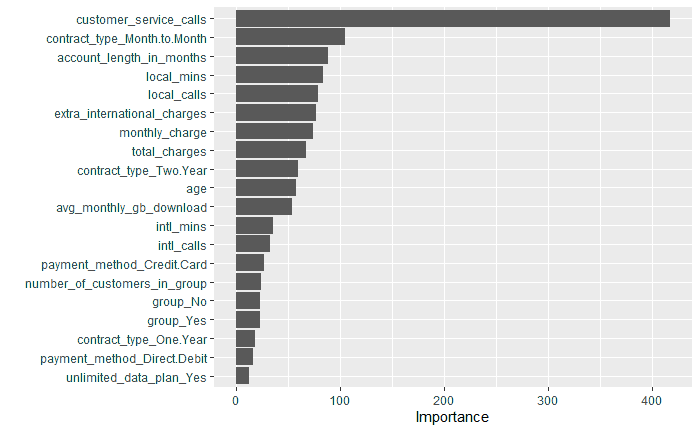 customer_service_calls
contract_type_Month.to.Month
account_length_in_months
local_mins
local_calls
extra_international_charges
monthly_charge
total_charges
contract_type_Two.Year
age
avg_monthly_gb_download
intl_mins
intl_calls
payment_method_Credit.Card
number_of_customers_in_group
group_No
group_Yes
contract_type_One.Year
payment_method_Direct.Debit
unlimited_data_plan_Yes
0 100 200 300 400
Importance